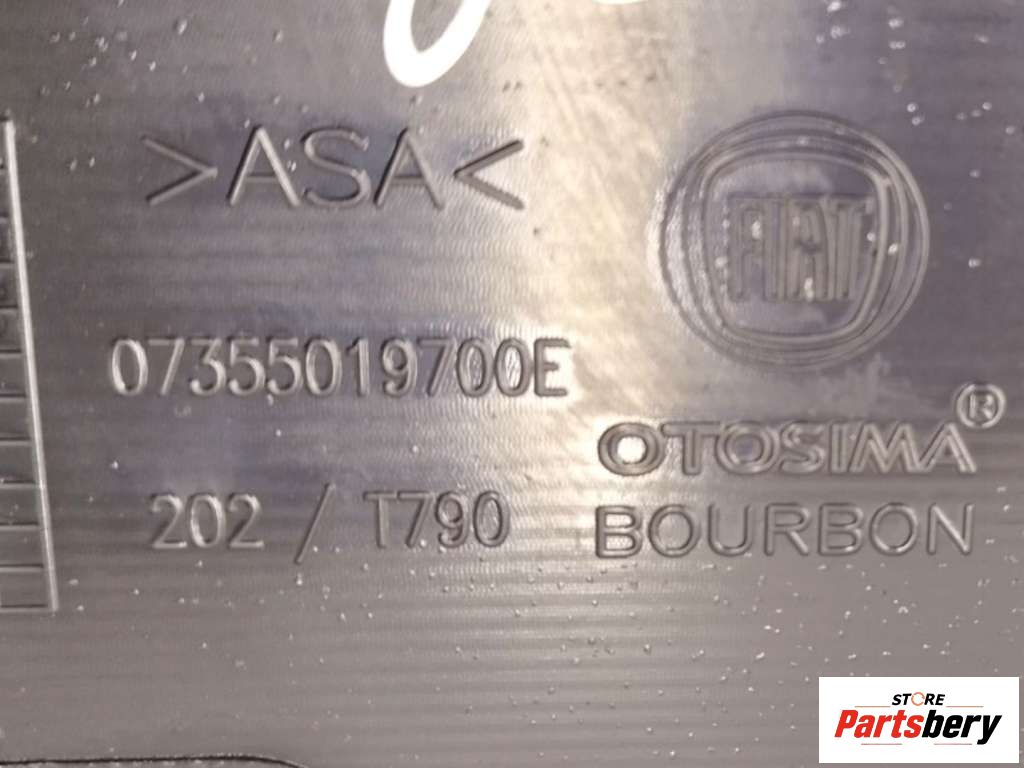 >ASA<
FIAT
07355019700E
OTOSIMA®
202 / T790
BOURBON
STORE
Partsbery